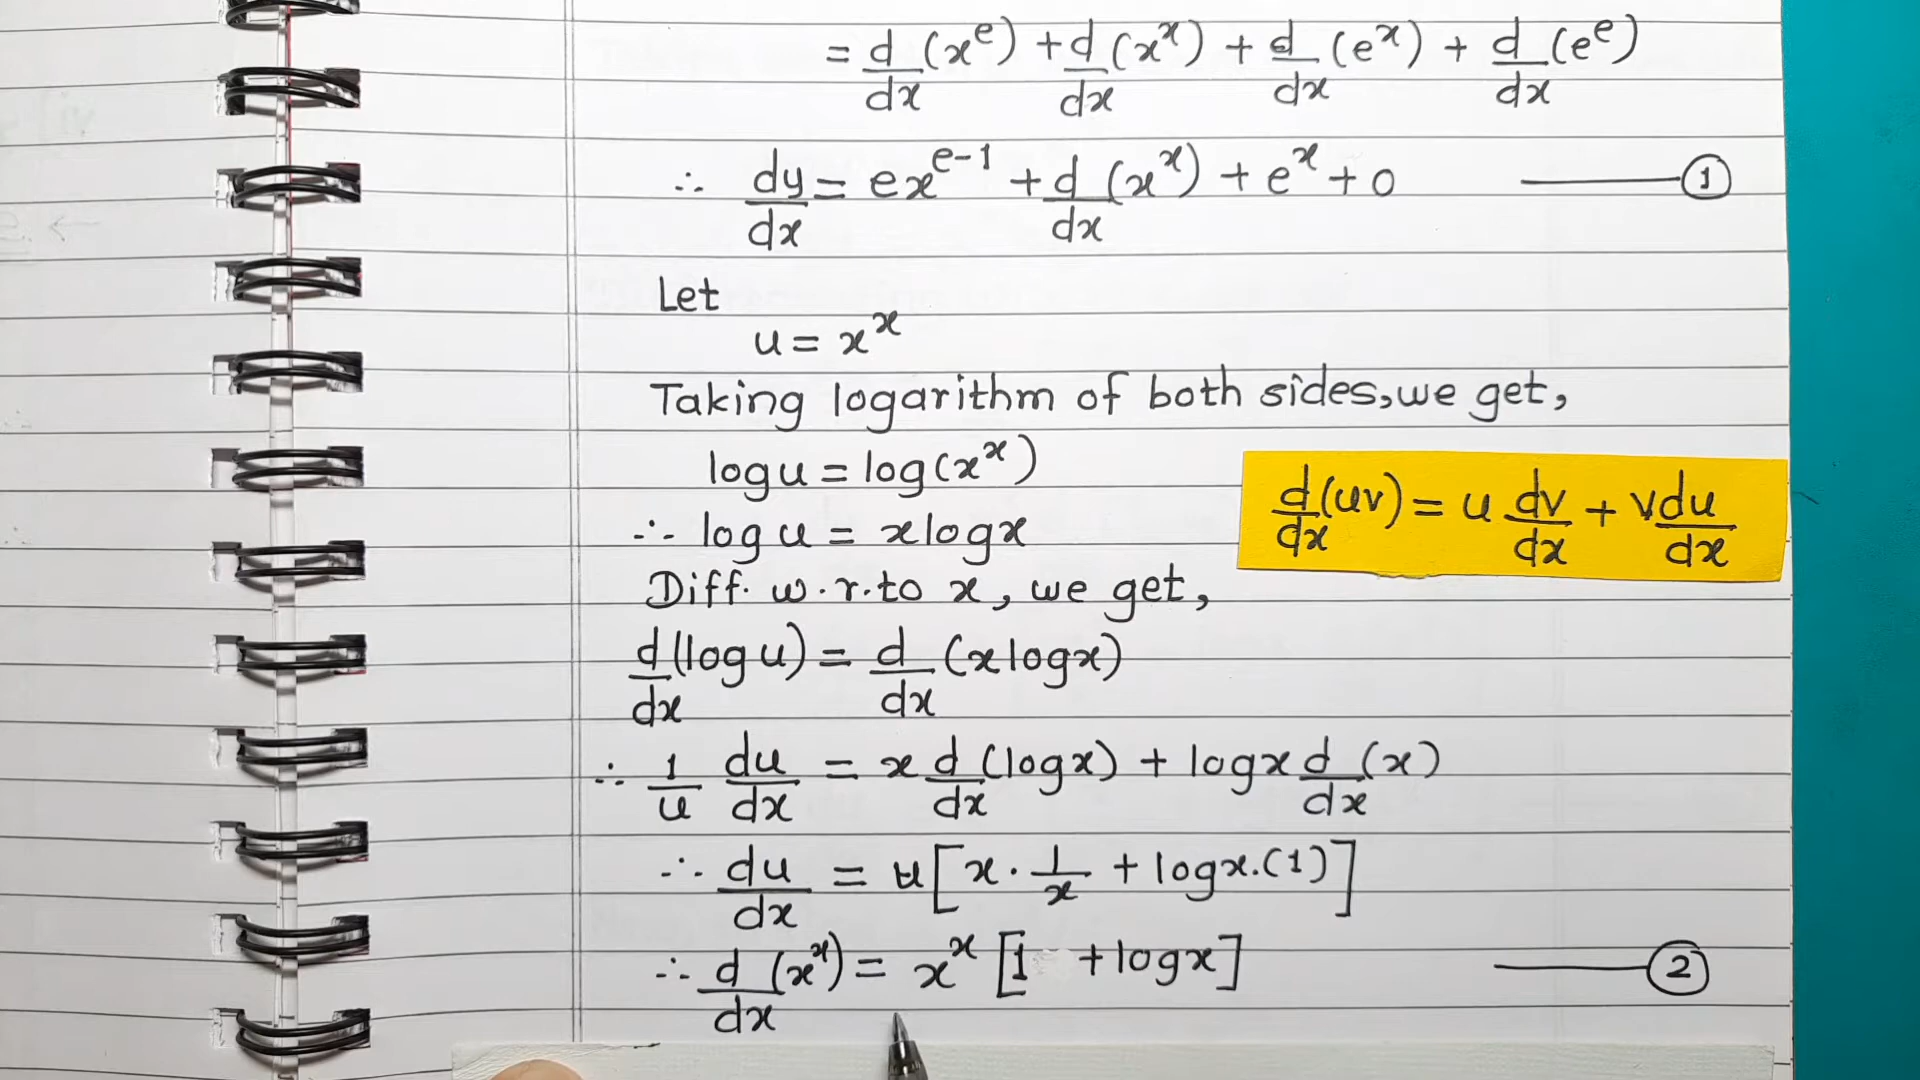 = d/dx (x^e) + d/dx (x^x) + d/dx (e^x) + d/dx (e^e)
∴ dy/dx = ex^(e-1) + d/dx (x^x) + e^x + 0 ——— ①
Let
u = x^x
Taking logarithm of both sides, we get,
log u = log(x^x)
∴ log u = x log x
d/dx (uv) = u dv/dx + v du/dx
Diff. w.r.to x, we get,
d/dx (log u) = d/dx (x log x)
∴ 1/u du/dx = x d/dx (log x) + log x d/dx (x)
∴ du/dx = u[x · 1/x + log x.(1)]
∴ d/dx (x^x) = x^x [1 + log x] ——— ②